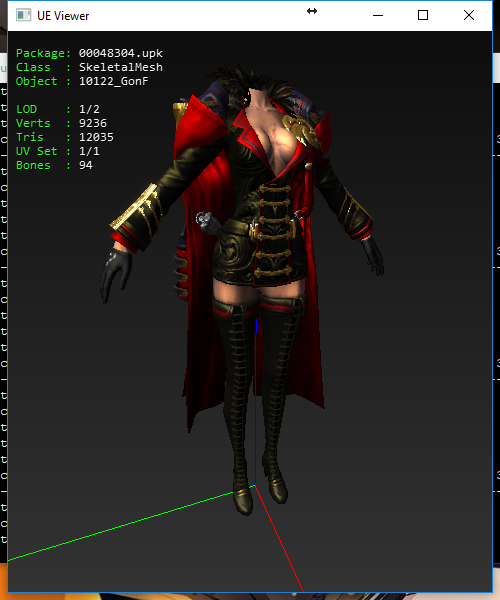 UE Viewer
Package: 00048304.upk
Class : SkeletalMesh
Object : 10122_GonF
LOD : 1/2
Verts : 9236
Tris : 12035
UV Set : 1/1
Bones : 94